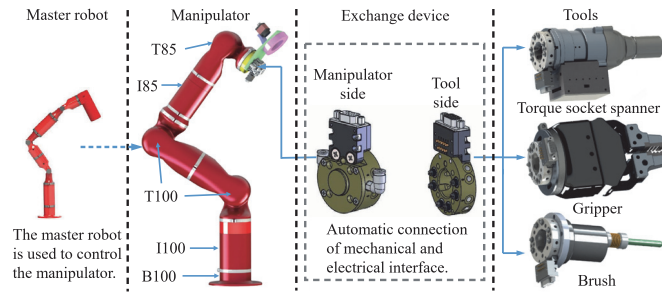 Master robot
Manipulator
Exchange device
Tools
T85
I85
T100
I100
B100
The master robot
is used to control
the manipulator.
Manipulator
side
Tool
side
Automatic connection
of mechanical and
electrical interface.
Torque socket spanner
Gripper
Brush